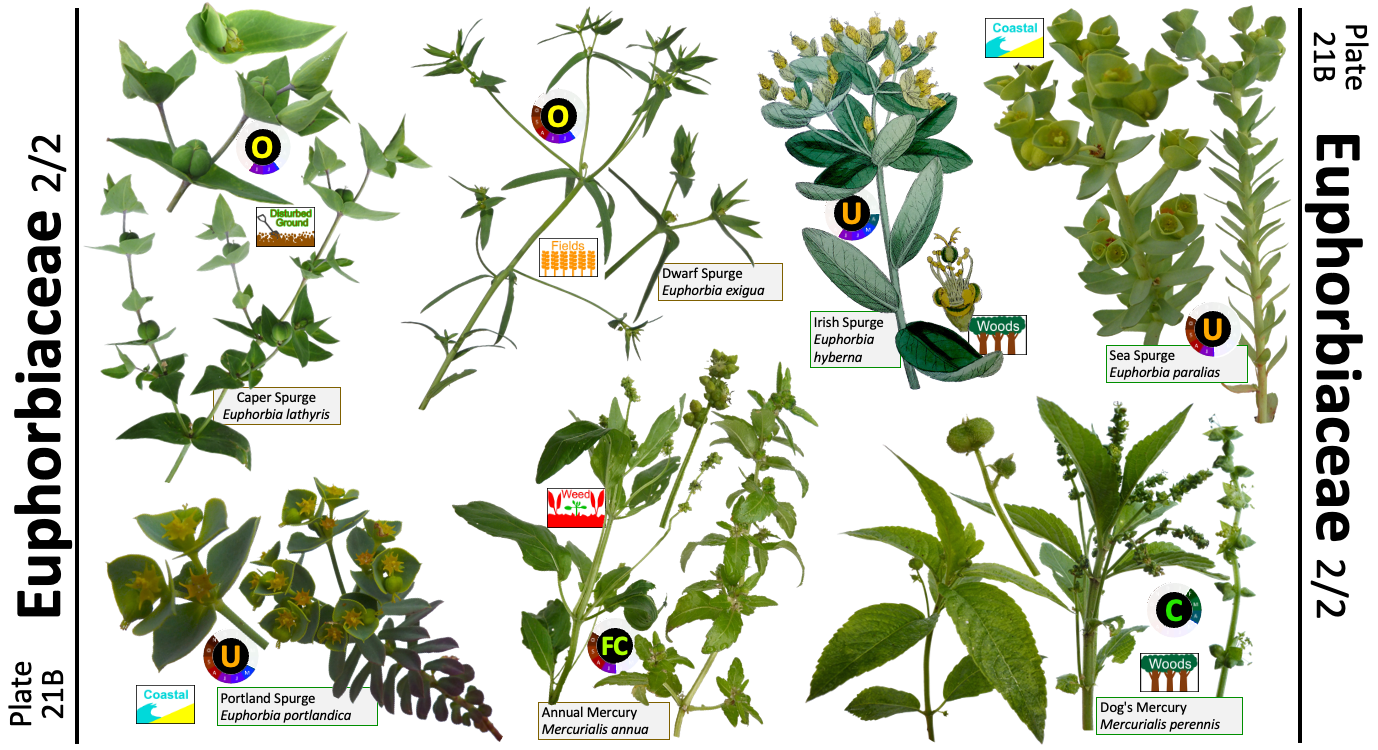 Plate
21B
Euphorbiaceae 2/2
O
Disturbed
Ground
Caper Spurge
Euphorbia lathyris
O
Fields
Dwarf Spurge
Euphorbia exigua
U
Irish Spurge
Euphorbia
hyberna
Woods
Coastal
U
Sea Spurge
Euphorbia paralias
U
Coastal
Portland Spurge
Euphorbia portlandica
Weed
FC
Annual Mercury
Mercurialis annua
C
Woods
Dog's Mercury
Mercurialis perennis
Plate
21B
Euphorbiaceae 2/2